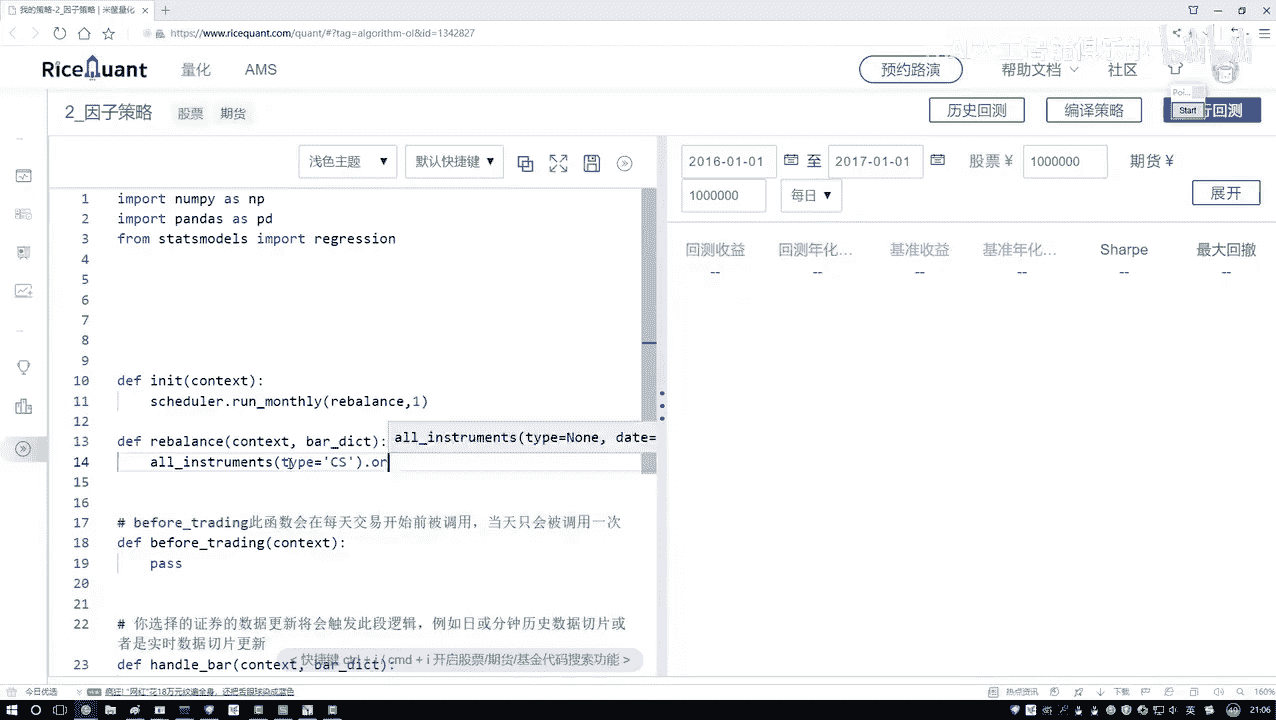 我的策略-2_因子策略 | 米筐量化
https://www.ricequant.com/quant/#?tag=algorithm-ol&id=1342827
RiceQuant 量化 AMS 预约路演 帮助文档 社区
Poi...
Start
2_因子策略 股票 期货 历史回测 编译策略 行回测
浅色主题 ▼ 默认快捷键 ▼
2016-01-01 至 2017-01-01 股票 ¥ 1000000 期货 ¥
1000000 每日 ▼ 展开
回测收益 回测年化... 基准收益 基准年化... Sharpe 最大回撤
-- -- -- -- -- --
1 import numpy as np
2 import pandas as pd
3 from statsmodels import regression
4
5
6
7
8
9
10 def init(context):
11 scheduler.run_monthly(rebalance,1)
12
13 def rebalance(context, bar_dict):
all_instruments(type=None, date=
14 all_instruments(type='CS').or
15
16
17 # before_trading此函数会在每天交易开始前被调用，当天只会被调用一次
18 def before_trading(context):
19 pass
20
21
22 # 你选择的证券的数据更新将会触发此段逻辑，例如日或分钟历史数据切片或
者是实时数据切片更新
23 def handle_bar(context, bar_dict):
< 快捷键 ctrl + i / cmd + i 开启股票/期货/基金代码搜索功能 >
今日优选 热点资讯 下载 160%
英 21:06